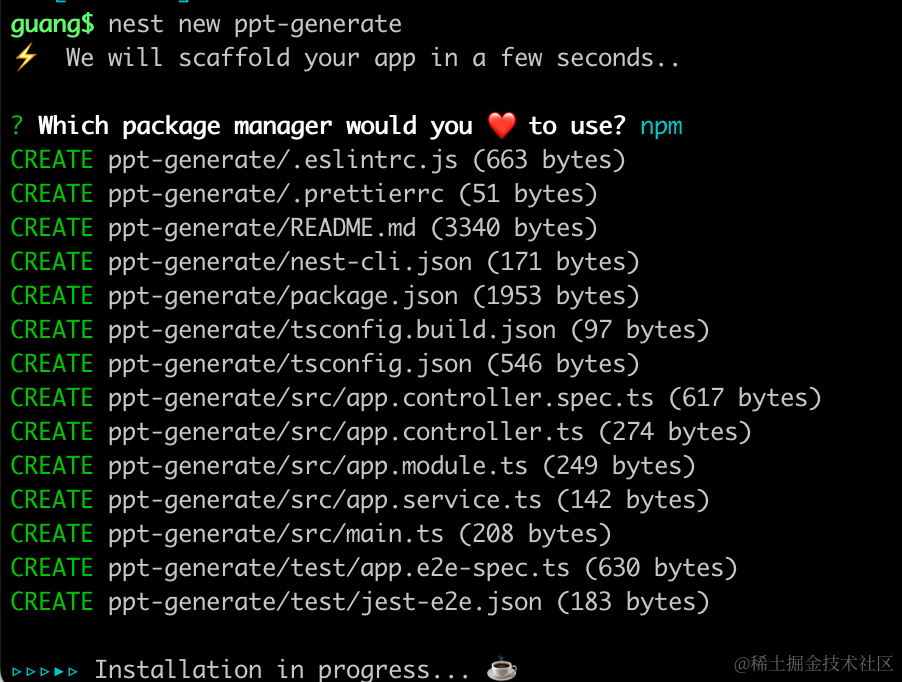 guang$ nest new ppt-generate
⚡ We will scaffold your app in a few seconds..
? Which package manager would you ❤️ to use? npm
CREATE ppt-generate/.eslintrc.js (663 bytes)
CREATE ppt-generate/.prettierrc (51 bytes)
CREATE ppt-generate/README.md (3340 bytes)
CREATE ppt-generate/nest-cli.json (171 bytes)
CREATE ppt-generate/package.json (1953 bytes)
CREATE ppt-generate/tsconfig.build.json (97 bytes)
CREATE ppt-generate/tsconfig.json (546 bytes)
CREATE ppt-generate/src/app.controller.spec.ts (617 bytes)
CREATE ppt-generate/src/app.controller.ts (274 bytes)
CREATE ppt-generate/src/app.module.ts (249 bytes)
CREATE ppt-generate/src/app.service.ts (142 bytes)
CREATE ppt-generate/src/main.ts (208 bytes)
CREATE ppt-generate/test/app.e2e-spec.ts (630 bytes)
CREATE ppt-generate/test/jest-e2e.json (183 bytes)
▹▹▹▸▹ Installation in progress... ☕
@稀土掘金技术社区